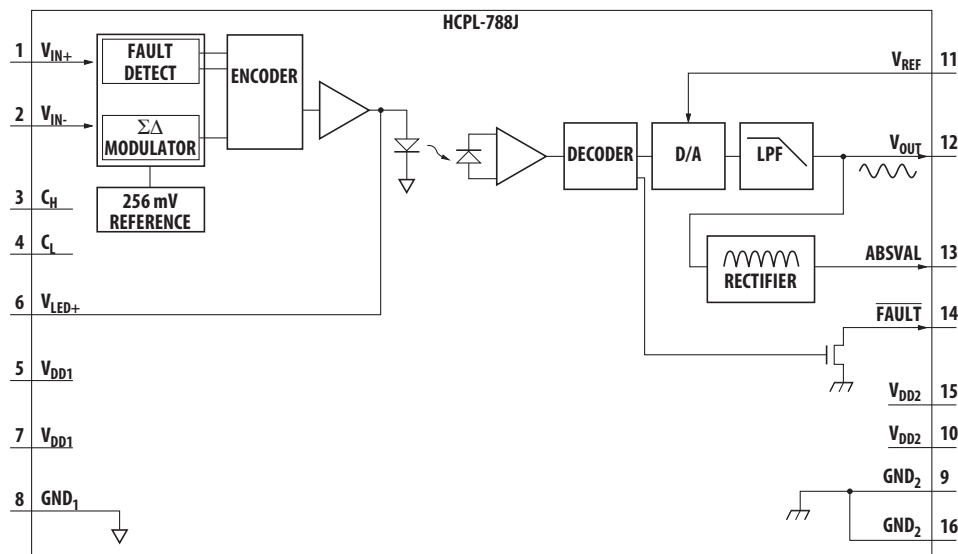 HCPL-788J
1 VIN+
2 VIN-
3 CH
4 CL
6 VLED+
5 VDD1
7 VDD1
8 GND1
FAULT
DETECT
ΣΔ
MODULATOR
256 mV
REFERENCE
ENCODER
DECODER
D/A
LPF
RECTIFIER
VREF 11
VOUT 12
ABSVAL 13
FAULT 14
VDD2 15
VDD2 10
GND2 9
GND2 16